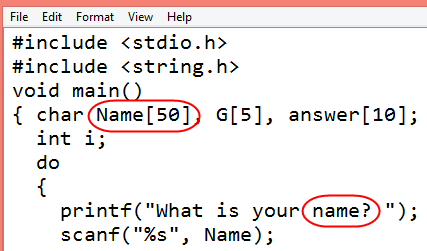 File Edit Format View Help
#include <stdio.h>
#include <string.h>
void main()
{ char Name[50], G[5], answer[10];
int i;
do
{
printf("What is your name? ");
scanf("%s", Name);